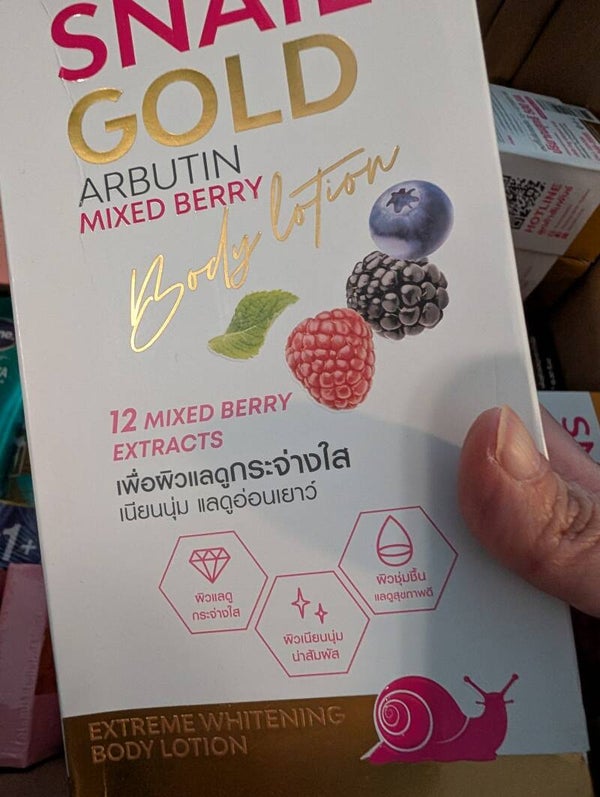 SNAIL
GOLD
ARBUTIN
MIXED BERRY
Body lotion
12 MIXED BERRY
EXTRACTS
เพื่อผิวแลดูกระจ่างใส
เนียนนุ่ม แลดูอ่อนเยาว์
ผิวแลดู
กระจ่างใส
ผิวเนียนนุ่ม
น่าสัมผัส
ผิวชุ่มชื้น
แลดูสุขภาพดี
EXTREME WHITENING
BODY LOTION
HOTLINE
1+